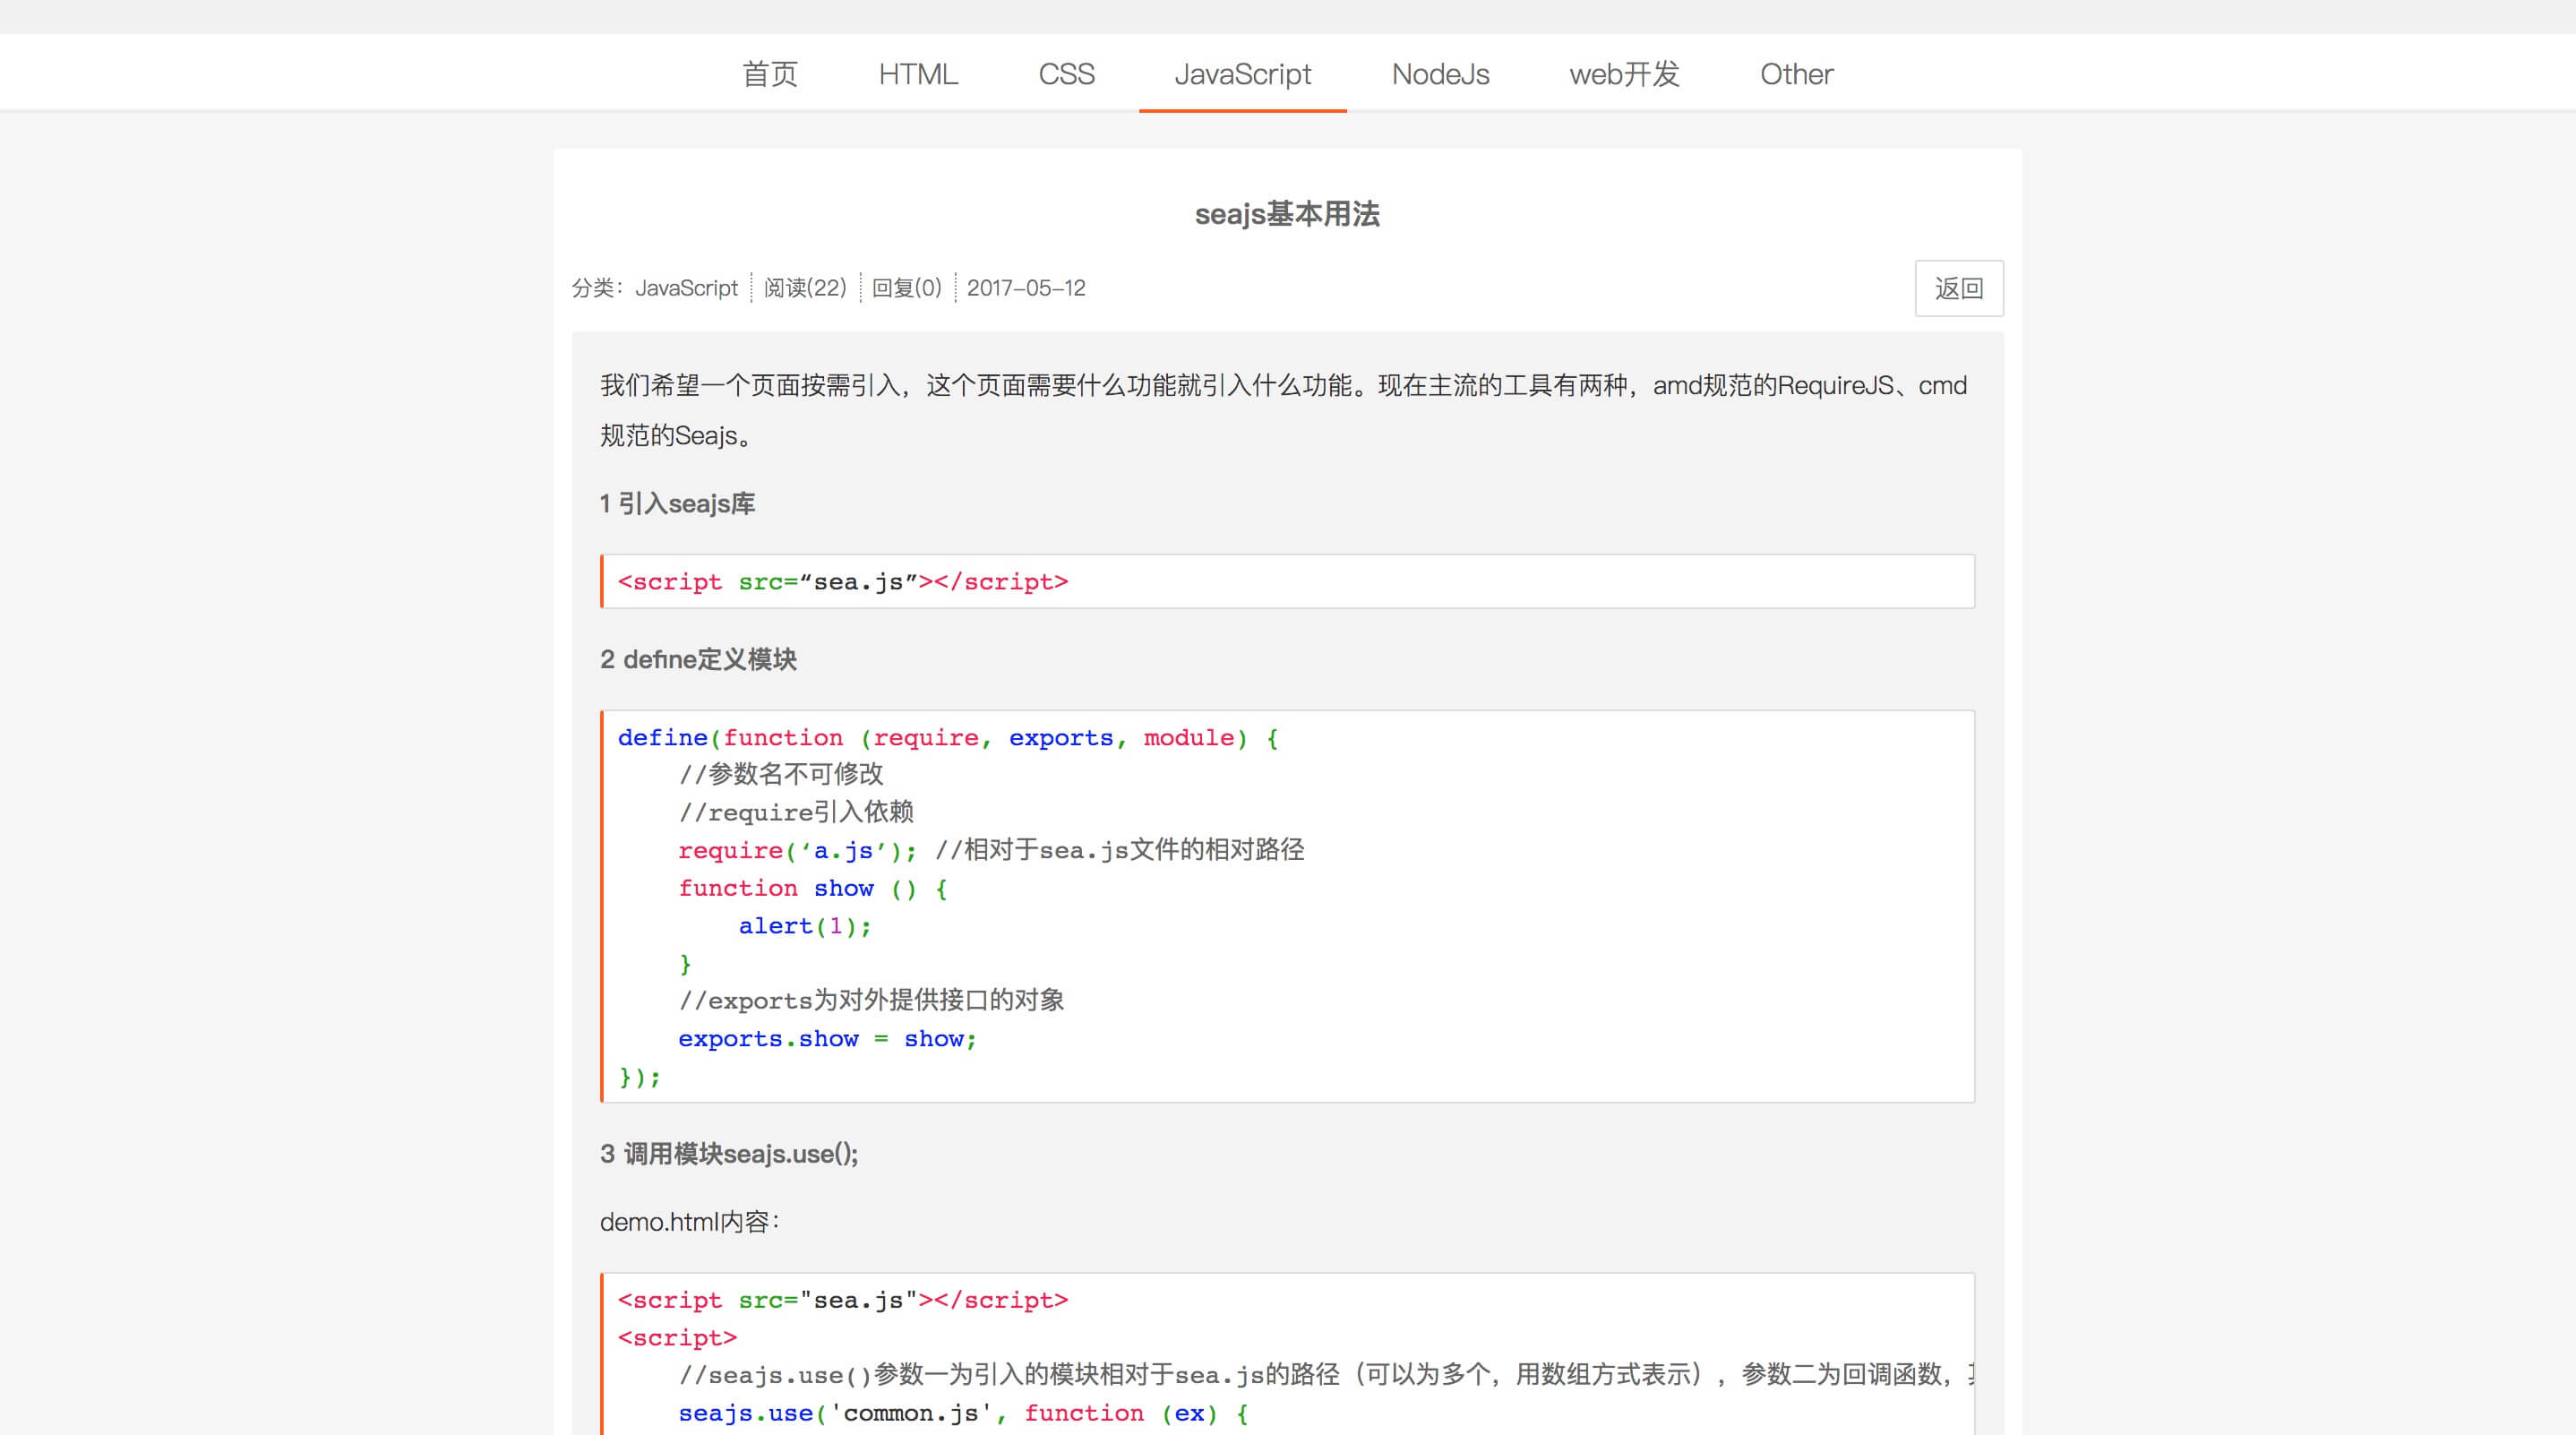 首页 HTML CSS JavaScript NodeJs web开发 Other
seajs基本用法
分类：JavaScript 阅读(22) 回复(0) 2017-05-12 返回
我们希望一个页面按需引入，这个页面需要什么功能就引入什么功能。现在主流的工具有两种，amd规范的RequireJS、cmd
规范的Seajs。
1 引入seajs库
<script src=“sea.js”></script>
2 define定义模块
define(function (require, exports, module) {
    //参数名不可修改
    //require引入依赖
    require(‘a.js’); //相对于sea.js文件的相对路径
    function show () {
        alert(1);
    }
    //exports为对外提供接口的对象
    exports.show = show;
});
3 调用模块seajs.use();
demo.html内容：
<script src="sea.js"></script>
<script>
    //seajs.use()参数一为引入的模块相对于sea.js的路径（可以为多个，用数组方式表示），参数二为回调函数，
    seajs.use('common.js', function (ex) {